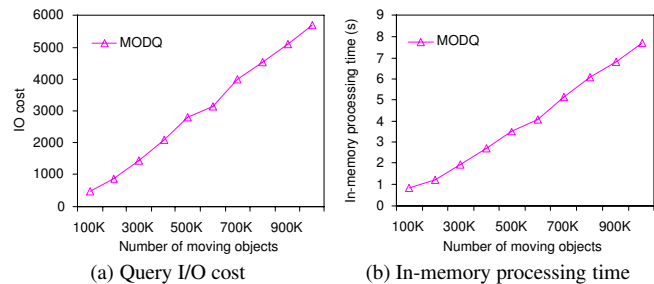 6000
5000
4000
3000
2000
1000
0
IO cost
MODQ
100K 300K 500K 700K 900K
Number of moving objects
(a) Query I/O cost
9
8
7
6
5
4
3
2
1
0
In-memory processing time (s)
MODQ
100K 300K 500K 700K 900K
Number of moving objects
(b) In-memory processing time